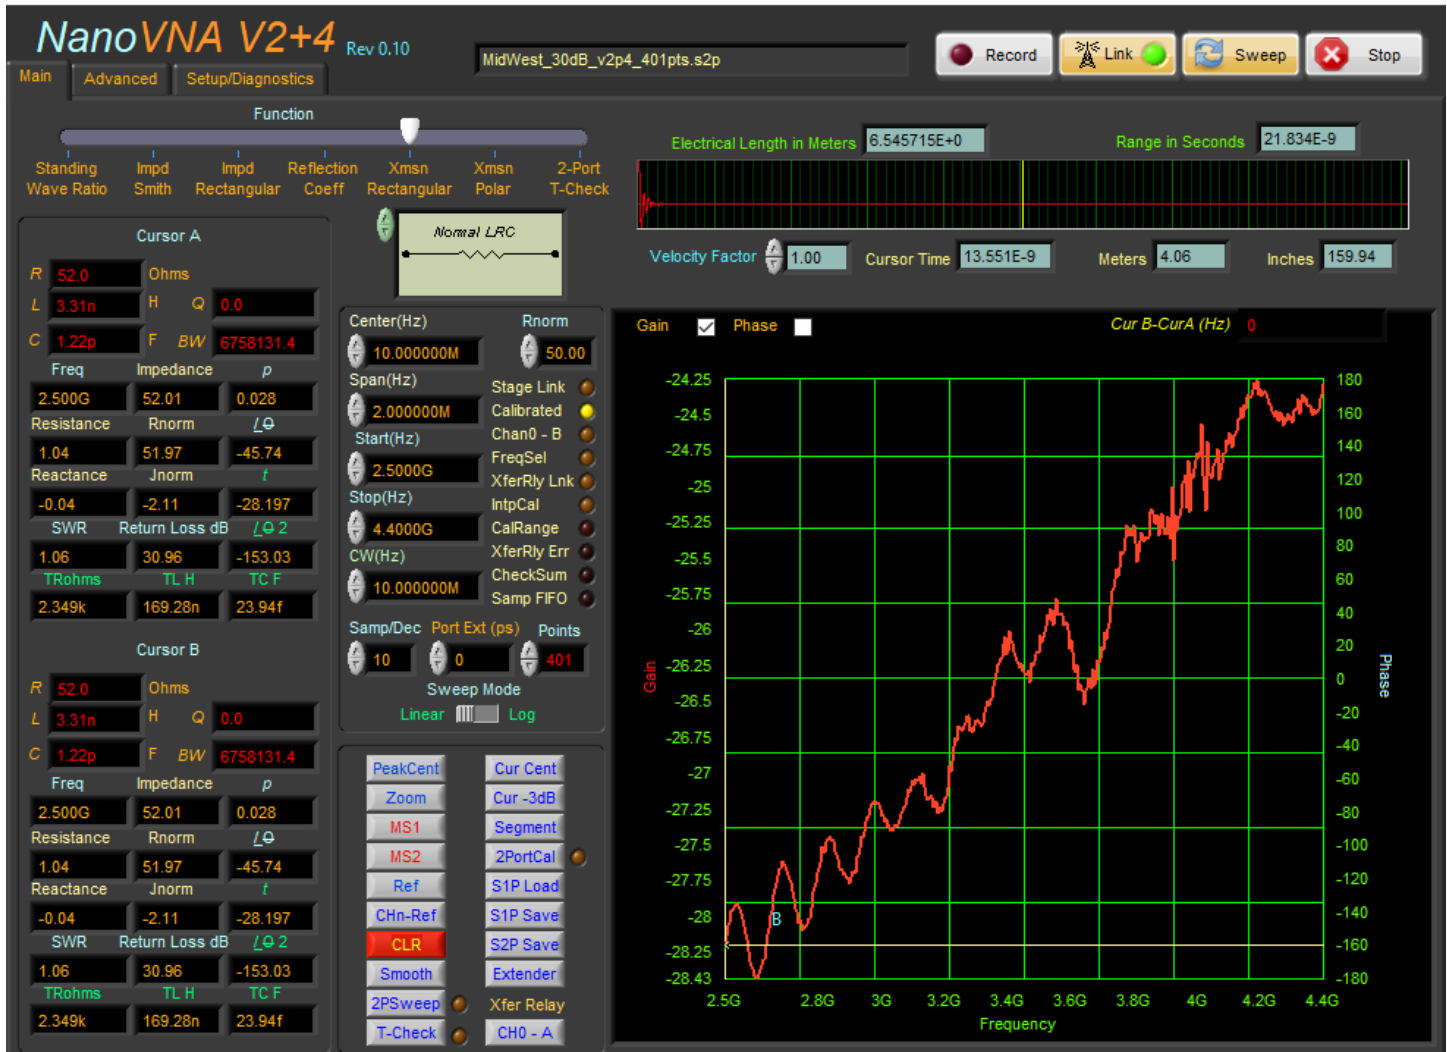 NanoVNA V2+4 Rev 0.10
MidWest_30dB_v2p4_401pts.s2p
Record
Link
Sweep
Stop
Main
Advanced
Setup/Diagnostics
Function
Standing Wave Ratio
Impd Smith
Impd Rectangular
Reflection Coeff
Xmsn Rectangular
Xmsn Polar
2-Port T-Check
Electrical Length in Meters 6.545715E+0
Range in Seconds 21.834E-9
Velocity Factor 1.00
Cursor Time 13.551E-9
Meters 4.06
Inches 159.94
Normal LRC
Cursor A
R 52.0 Ohms
L 3.31n H Q 0.0
C 1.22p F BW 6758131.4
Freq Impedance p
2.500G 52.01 0.028
Resistance Rnorm /O
1.04 51.97 -45.74
Reactance Jnorm t
-0.04 -2.11 -28.197
SWR Return Loss dB /O 2
1.06 30.96 -153.03
TRohms TL H TC F
2.349k 169.28n 23.94f
Cursor B
R 52.0 Ohms
L 3.31n H Q 0.0
C 1.22p F BW 6758131.4
Freq Impedance p
2.500G 52.01 0.028
Resistance Rnorm /O
1.04 51.97 -45.74
Reactance Jnorm t
-0.04 -2.11 -28.197
SWR Return Loss dB /O 2
1.06 30.96 -153.03
TRohms TL H TC F
2.349k 169.28n 23.94f
Center(Hz) Rnorm
10.000000M 50.00
Span(Hz)
2.000000M
Start(Hz)
2.5000G
Stop(Hz)
4.4000G
CW(Hz)
10.000000M
Stage Link
Calibrated
Chan0 - B
FreqSel
XferRly Lnk
IntpCal
CalRange
XferRly Err
CheckSum
Samp FIFO
Samp/Dec Port Ext (ps) Points
10 0 401
Sweep Mode
Linear Log
PeakCent Cur Cent
Zoom Cur -3dB
MS1 Segment
MS2 2PortCal
Ref S1P Load
CHn-Ref S1P Save
CLR S2P Save
Smooth Extender
2PSweep Xfer Relay
T-Check CH0 - A
Gain Phase
Cur B-CurA (Hz) 0
-24.25
-24.5
-24.75
-25
-25.25
-25.5
-25.75
-26
-26.25
-26.5
-26.75
-27
-27.25
-27.5
-27.75
-28
-28.25
-28.43
Gain
B
180
160
140
120
100
80
60
40
20
0
-20
-40
-60
-80
-100
-120
-140
-160
-180
Phase
2.5G 2.8G 3G 3.2G 3.4G 3.6G 3.8G 4G 4.2G 4.4G
Frequency